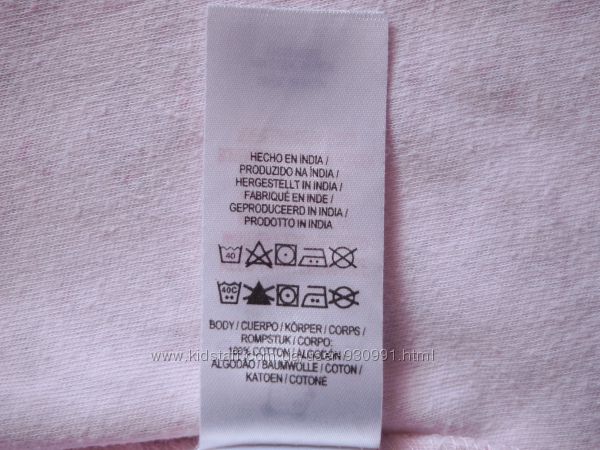 HECHO EN INDIA /
PRODUZIDO NA ÍNDIA /
HERGESTELLT IN INDIA /
FABRIQUÉ EN INDE /
GEPRODUCEERD IN INDIA /
PRODOTTO IN INDIA
40
40C
BODY / CUERPO / KÖRPER / CORPS /
ROMPSTUK / CORPO:
100% COTTON / ALGODÓN /
ALGODÃO / BAUMWOLLE / COTON /
KATOEN / COTONE